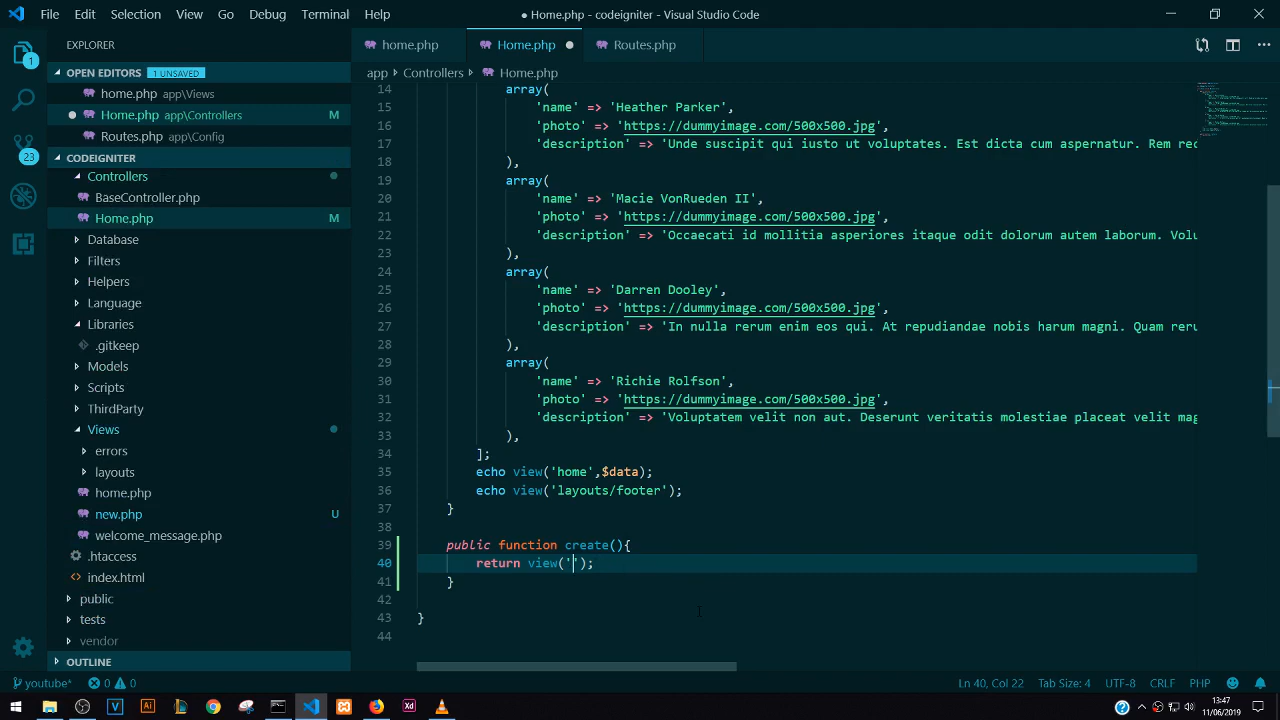 File Edit Selection View Go Debug Terminal Help
● Home.php - codeigniter - Visual Studio Code
EXPLORER
OPEN EDITORS 1 UNSAVED
home.php app\Views
Home.php app\Controllers M
Routes.php app\Config
CODEIGNITER
Controllers
BaseController.php
Home.php M
Database
Filters
Helpers
Language
Libraries
.gitkeep
Models
Scripts
ThirdParty
Views
errors
layouts
home.php
new.php U
welcome_message.php
.htaccess
index.html
public
tests
vendor
OUTLINE
1
23
home.php Home.php Routes.php
app > Controllers > Home.php
14 array(
15 'name' => 'Heather Parker',
16 'photo' => 'https://dummyimage.com/500x500.jpg',
17 'description' => 'Unde suscipit qui iusto ut voluptates. Est dicta cum aspernatur. Rem rec
18 ),
19 array(
20 'name' => 'Macie VonRueden II',
21 'photo' => 'https://dummyimage.com/500x500.jpg',
22 'description' => 'Occaecati id mollitia asperiores itaque odit dolorum autem laborum. Volu
23 ),
24 array(
25 'name' => 'Darren Dooley',
26 'photo' => 'https://dummyimage.com/500x500.jpg',
27 'description' => 'In nulla rerum enim eos qui. At repudiandae nobis harum magni. Quam reru
28 ),
29 array(
30 'name' => 'Richie Rolfson',
31 'photo' => 'https://dummyimage.com/500x500.jpg',
32 'description' => 'Voluptatem velit non aut. Deserunt veritatis molestiae placeat velit mag
33 ),
34 ];
35 echo view('home',$data);
36 echo view('layouts/footer');
37 }
38
39 public function create(){
40 return view('');
41 }
42
43 }
44
youtube* 0 0 Ln 40, Col 22 Tab Size: 4 UTF-8 CRLF PHP
13:47
11/06/2019